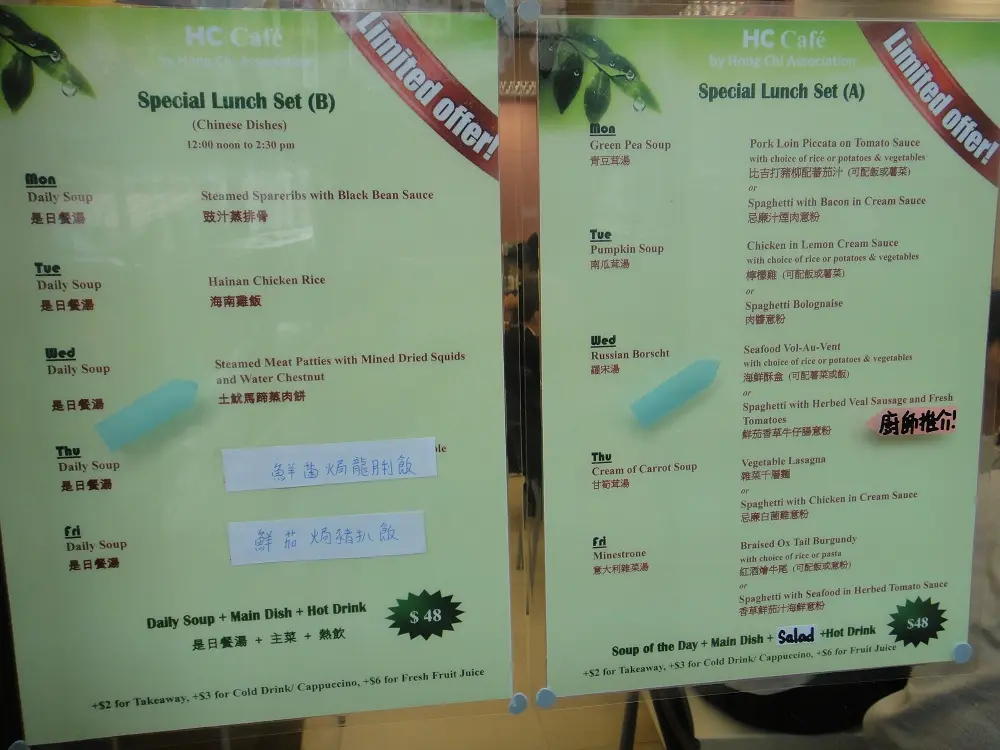 HC Café
by Hong Chi Association
Limited offer!
Special Lunch Set (B)
(Chinese Dishes)
12:00 noon to 2:30 pm
Mon
Daily Soup
是日餐湯
Steamed Spareribs with Black Bean Sauce
豉汁蒸排骨
Tue
Daily Soup
是日餐湯
Hainan Chicken Rice
海南雞飯
Wed
Daily Soup
是日餐湯
Steamed Meat Patties with Mined Dried Squids
and Water Chestnut
土魷馬蹄蒸肉餅
Thu
Daily Soup
是日餐湯
鮮菌焗龍脷飯
Fri
Daily Soup
是日餐湯
鮮茄焗豬扒飯
Daily Soup + Main Dish + Hot Drink
是日餐湯 + 主菜 + 熱飲
$ 48
+$2 for Takeaway, +$3 for Cold Drink/ Cappuccino, +$6 for Fresh Fruit Juice
HC Café
by Hong Chi Association
Limited offer!
Special Lunch Set (A)
Mon
Green Pea Soup
青豆茸湯
Pork Loin Piccata on Tomato Sauce
with choice of rice or potatoes & vegetables
比吉打豬柳配蕃茄汁 (可配飯或薯菜)
or
Spaghetti with Bacon in Cream Sauce
忌廉汁煙肉意粉
Tue
Pumpkin Soup
南瓜茸湯
Chicken in Lemon Cream Sauce
with choice of rice or potatoes & vegetables
檸檬雞 (可配飯或薯菜)
or
Spaghetti Bolognaise
肉醬意粉
Wed
Russian Borscht
羅宋湯
Seafood Vol-Au-Vent
with choice of rice or potatoes & vegetables
海鮮酥盒 (可配薯菜或飯)
or
Spaghetti with Herbed Veal Sausage and Fresh
Tomatoes
鮮茄香草牛仔腸意粉
廚師推介!
Thu
Cream of Carrot Soup
甘筍茸湯
Vegetable Lasagna
雜菜千層麵
or
Spaghetti with Chicken in Cream Sauce
忌廉白菌雞意粉
Fri
Minestrone
意大利雜菜湯
Braised Ox Tail Burgundy
with choice of rice or pasta
紅酒燴牛尾 (可配飯或意粉)
or
Spaghetti with Seafood in Herbed Tomato Sauce
香草鮮茄汁海鮮意粉
Soup of the Day + Main Dish + Salad +Hot Drink
$48
+$2 for Takeaway, +$3 for Cold Drink/ Cappuccino, +$6 for Fruit Juice